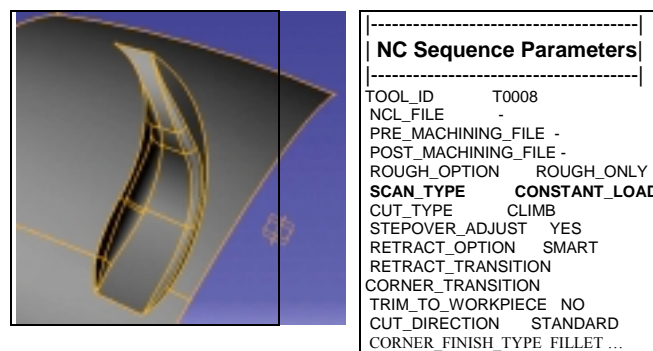 |--------------------------------------|
| NC Sequence Parameters|
|--------------------------------------|
TOOL_ID T0008
NCL_FILE -
PRE_MACHINING_FILE -
POST_MACHINING_FILE -
ROUGH_OPTION ROUGH_ONLY
SCAN_TYPE CONSTANT_LOAD
CUT_TYPE CLIMB
STEPOVER_ADJUST YES
RETRACT_OPTION SMART
RETRACT_TRANSITION
CORNER_TRANSITION
TRIM_TO_WORKPIECE NO
CUT_DIRECTION STANDARD
CORNER_FINISH_TYPE FILLET ...